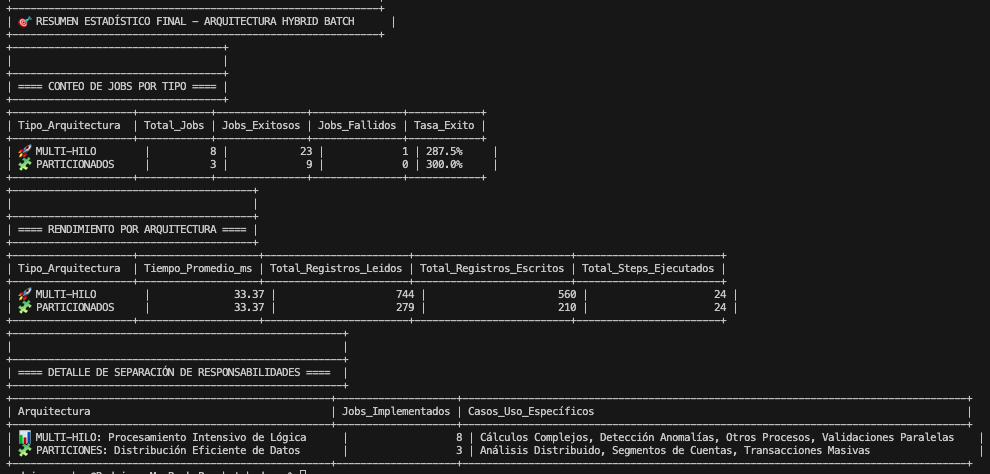 🎯 RESUMEN ESTADÍSTICO FINAL - ARQUITECTURA HYBRID BATCH
==== CONTEO DE JOBS POR TIPO ====
Tipo_Arquitectura | Total_Jobs | Jobs_Exitosos | Jobs_Fallidos | Tasa_Exito
🚀 MULTI-HILO | 8 | 23 | 1 | 287.5%
🧩 PARTICIONADOS | 3 | 9 | 0 | 300.0%
==== RENDIMIENTO POR ARQUITECTURA ====
Tipo_Arquitectura | Tiempo_Promedio_ms | Total_Registros_Leidos | Total_Registros_Escritos | Total_Steps_Ejecutados
🚀 MULTI-HILO | 33.37 | 744 | 560 | 24
🧩 PARTICIONADOS | 33.37 | 279 | 210 | 24
==== DETALLE DE SEPARACIÓN DE RESPONSABILIDADES ====
Arquitectura | Jobs_Implementados | Casos_Uso_Específicos
📊 MULTI-HILO: Procesamiento Intensivo de Lógica | 8 | Cálculos Complejos, Detección Anomalías, Otros Procesos, Validaciones Paralelas
🧩 PARTICIONES: Distribución Eficiente de Datos | 3 | Análisis Distribuido, Segmentos de Cuentas, Transacciones Masivas